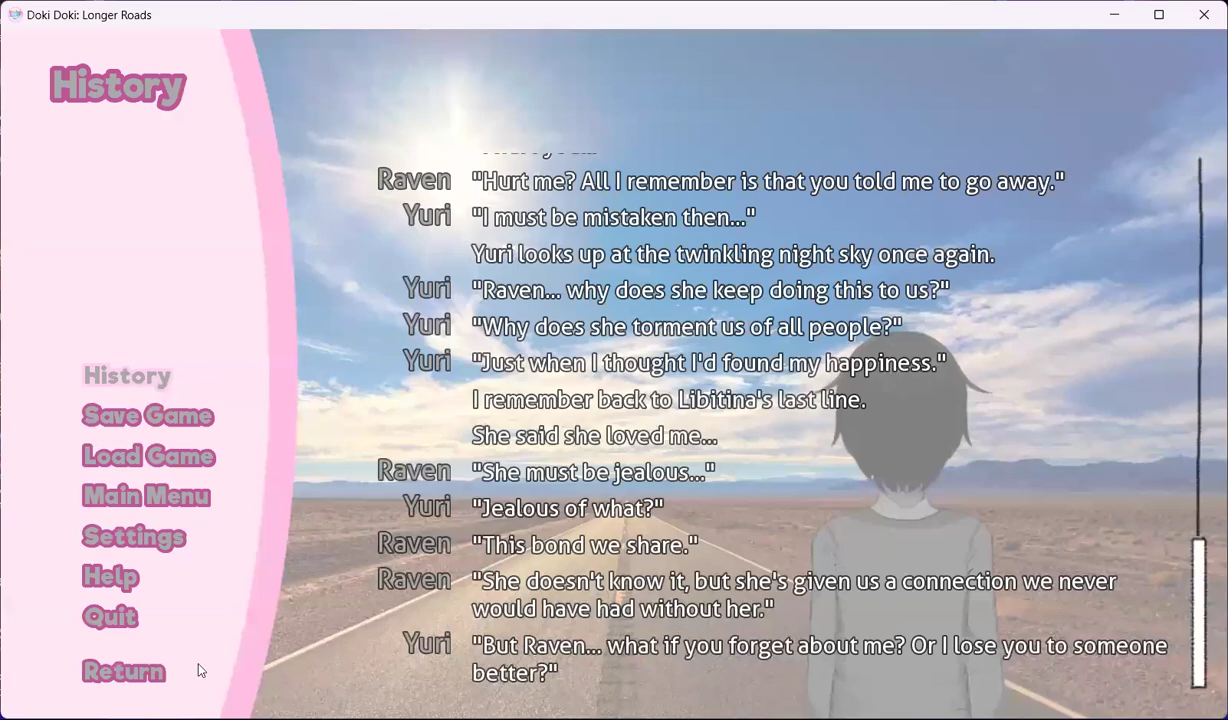 Doki Doki: Longer Roads
History
Raven "Hurt me? All I remember is that you told me to go away."
Yuri "I must be mistaken then..."
Yuri looks up at the twinkling night sky once again.
Yuri "Raven... why does she keep doing this to us?"
Yuri "Why does she torment us of all people?"
Yuri "Just when I thought I'd found my happiness."
I remember back to Libitina's last line.
She said she loved me...
Raven "She must be jealous..."
Yuri "Jealous of what?"
Raven "This bond we share."
Raven "She doesn't know it, but she's given us a connection we never
would have had without her."
Yuri "But Raven... what if you forget about me? Or I lose you to someone
better?"
History
Save Game
Load Game
Main Menu
Settings
Help
Quit
Return